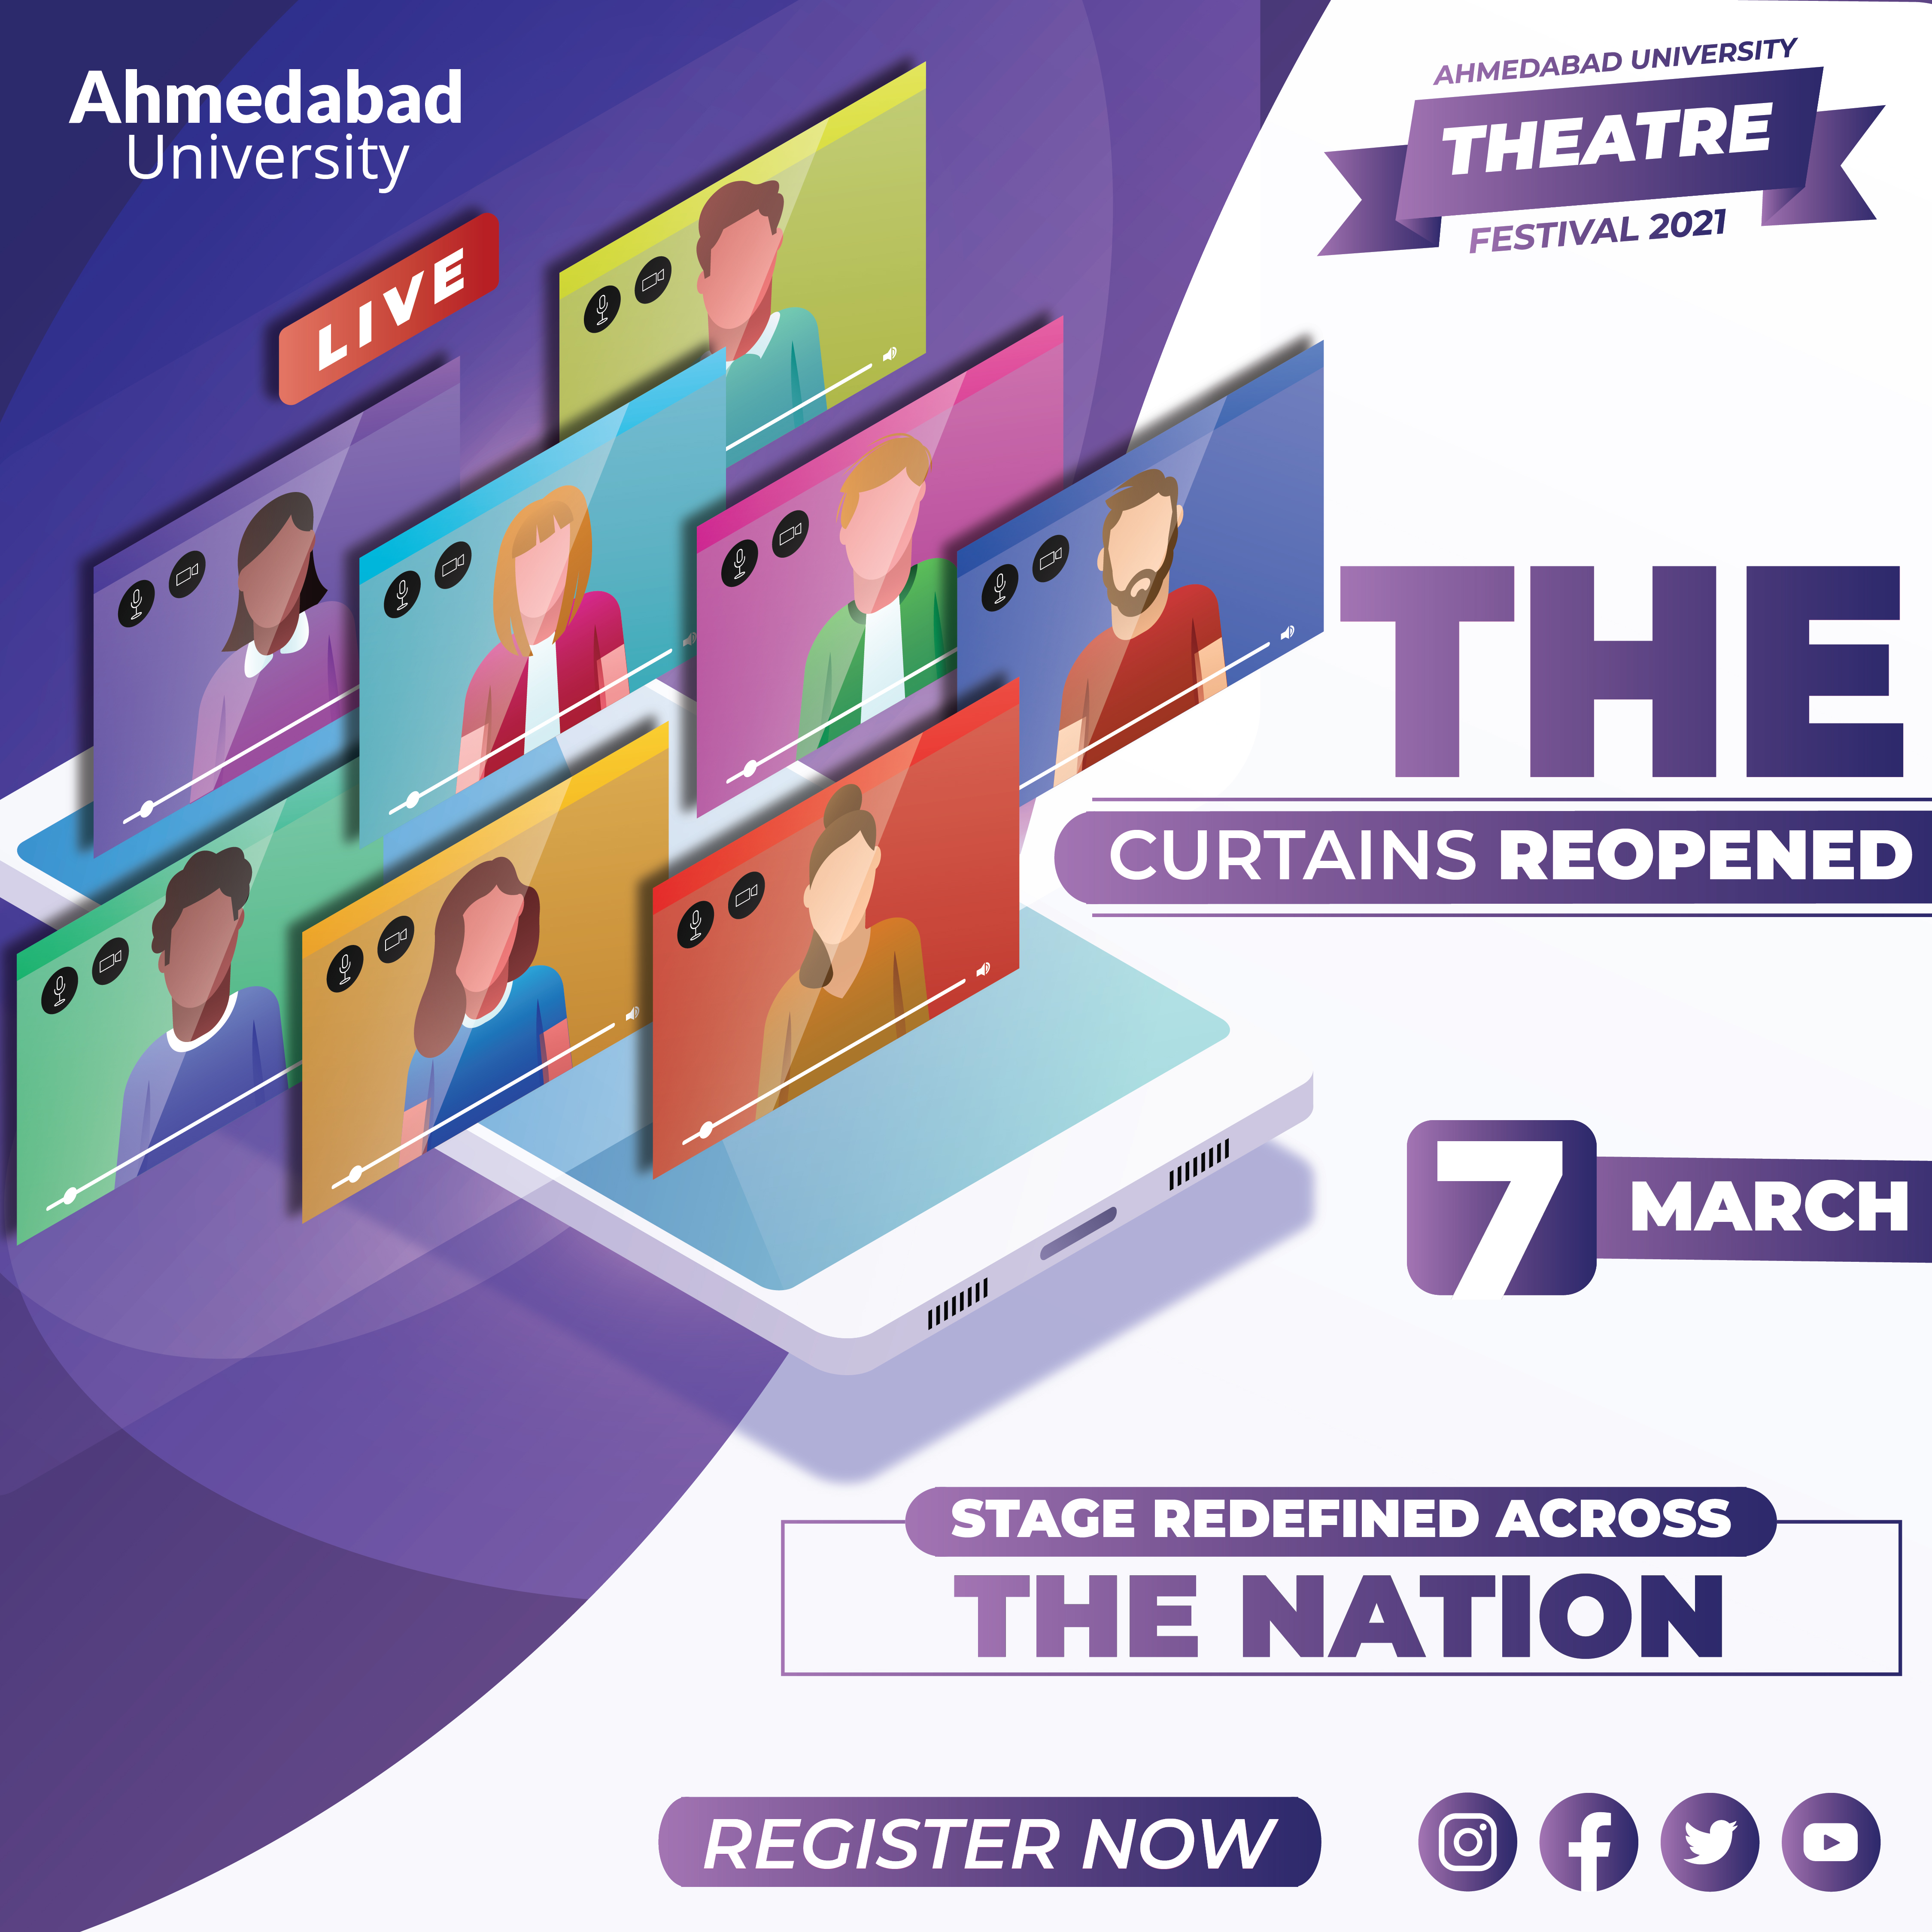 Ahmedabad
University
AHMEDABAD UNIVERSITY
THEATRE
FESTIVAL 2021
LIVE
THE
CURTAINS REOPENED
7 MARCH
STAGE REDEFINED ACROSS
THE NATION
REGISTER NOW